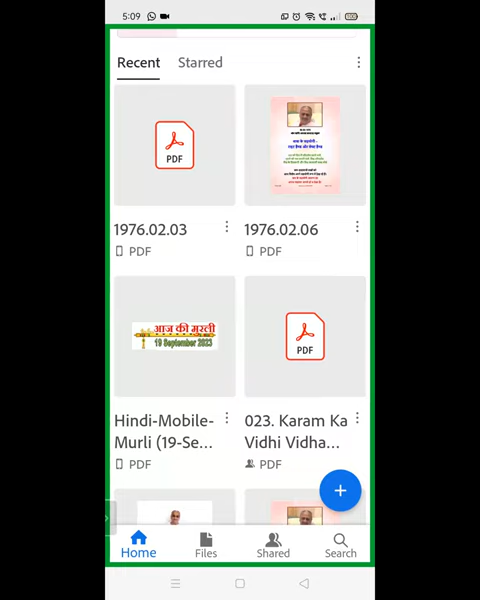 5:09
Recent
Starred
PDF
1976.02.03
PDF
1976.02.06
PDF
आज की मुरली
19 September 2023
PDF
Hindi-Mobile-
Murli (19-Se...
PDF
023. Karam Ka
Vidhi Vidha...
PDF
Home
Files
Shared
Search